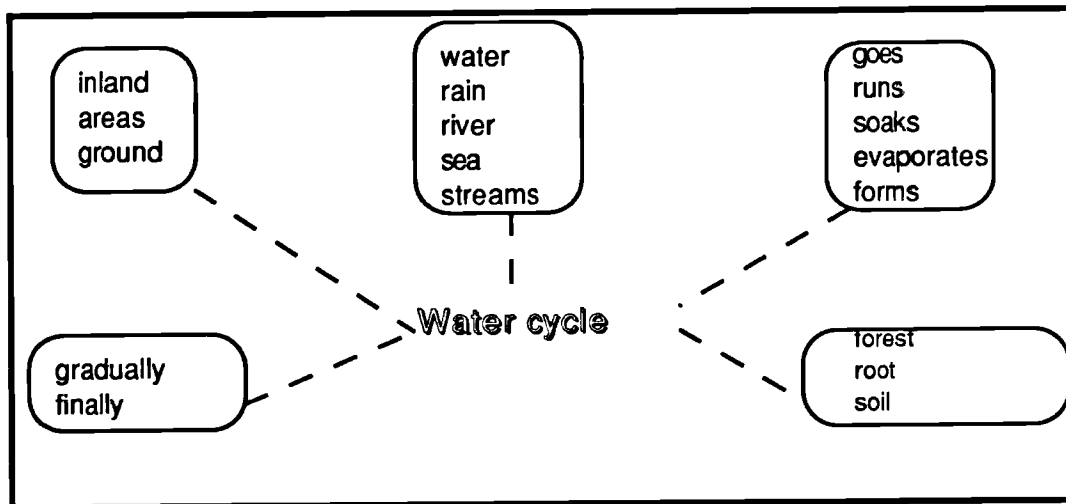 inland
areas
ground
water
rain
river
sea
streams
goes
runs
soaks
evaporates
forms
Water cycle
gradually
finally
forest
root
soil